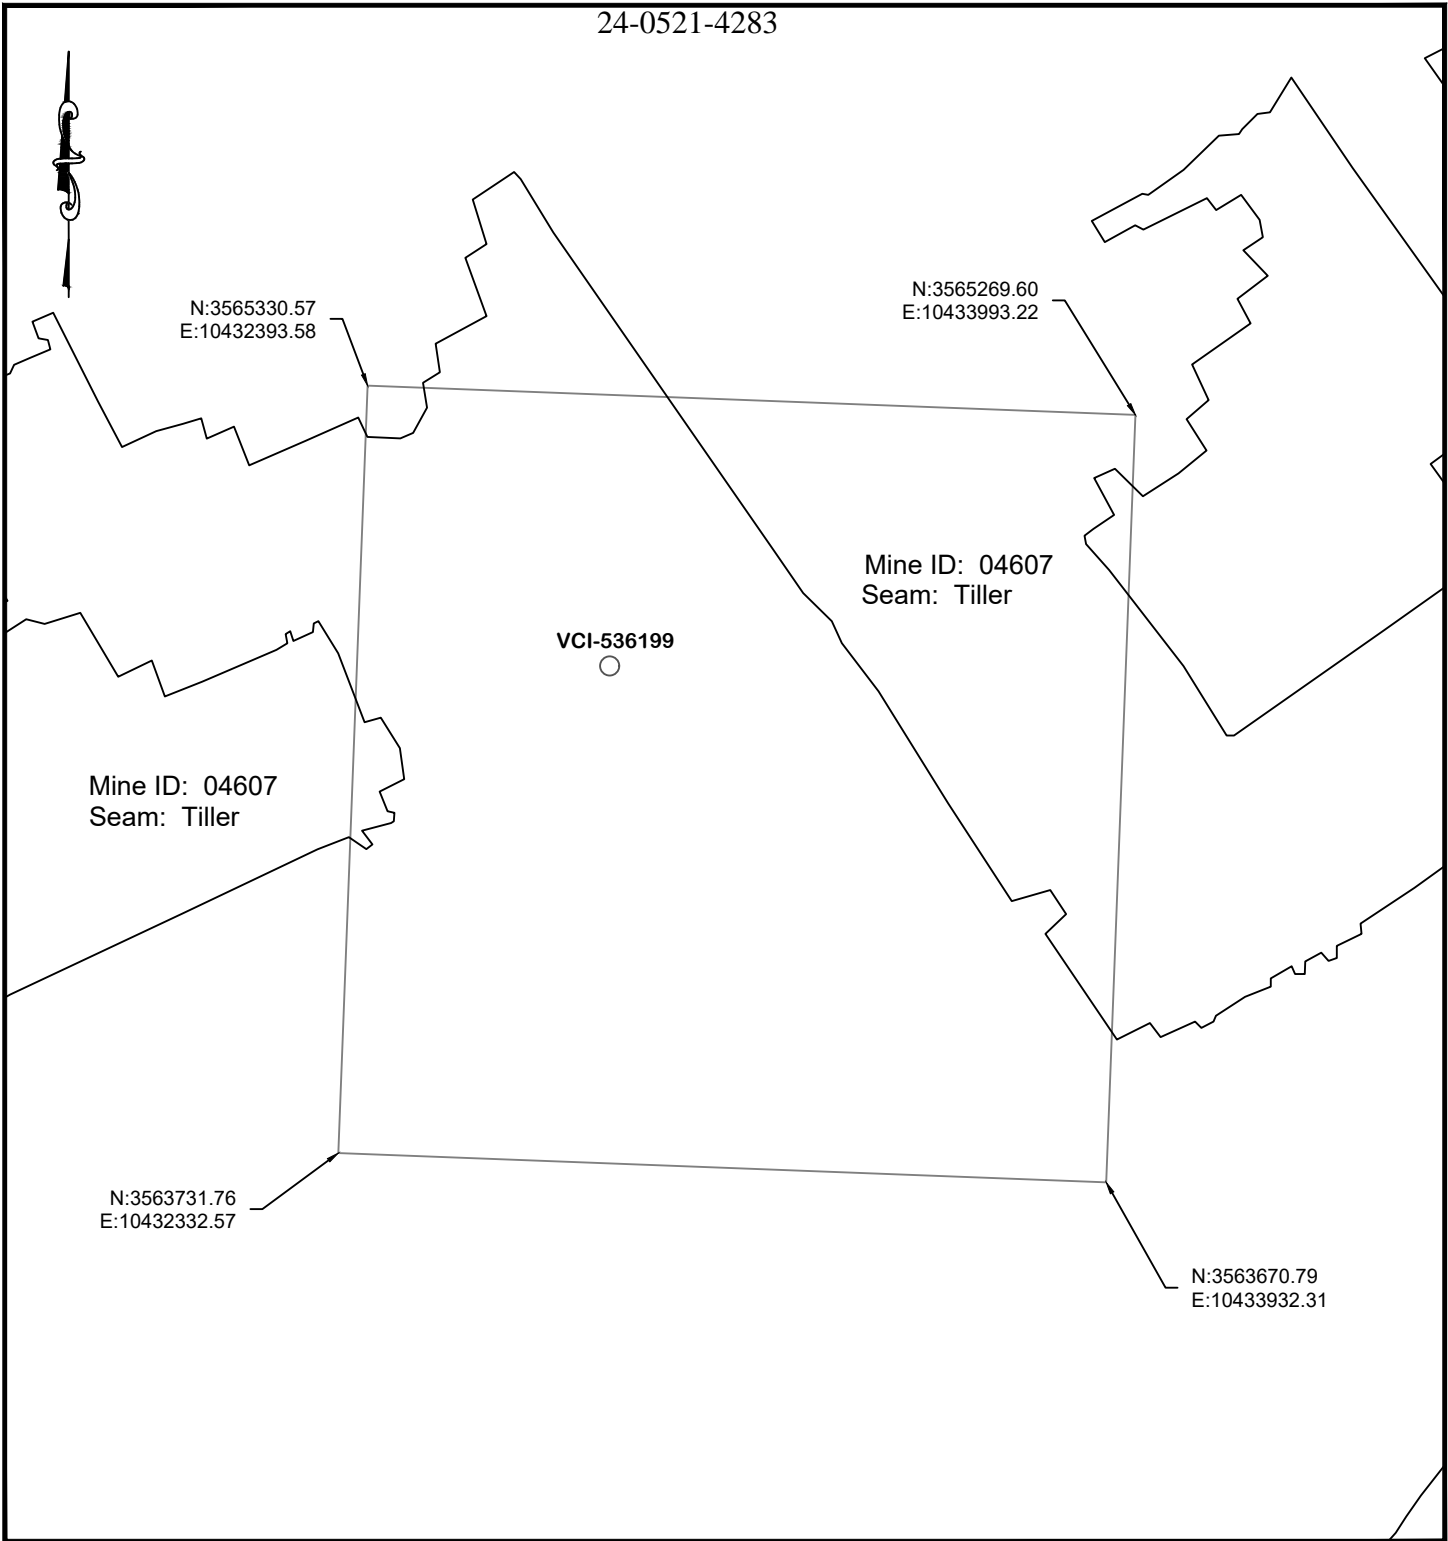 24-0521-4283
N:3565330.57
E:10432393.58
N:3565269.60
E:10433993.22
Mine ID: 04607
Seam: Tiller
VCI-536199
Mine ID: 04607
Seam: Tiller
N:3563731.76
E:10432332.57
N:3563670.79
E:10433932.31